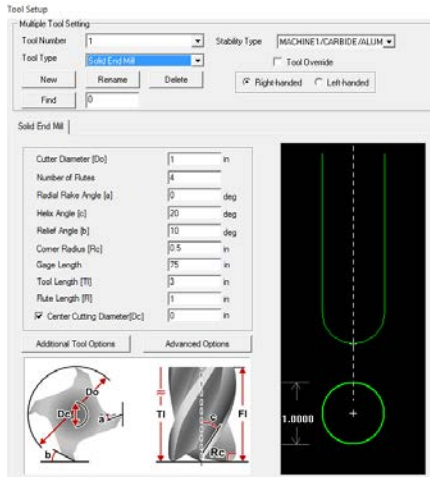 Tool Setup
Multiple Tool Setting
Tool Number 1 Stability Type MACHINE1/CARBIDE/ALUM
Tool Type Solid End Mill Tool Override
New Rename Delete Right-handed Left-handed
Find 0
Solid End Mill
Cutter Diameter [Do] 1 in
Number of Flutes 4
Radial Rake Angle [a] 0 deg
Helix Angle [c] 20 deg
Relief Angle [b] 10 deg
Corner Radius [Rc] 0.5 in
Gage Length 75 in
Tool Length [Tl] 3 in
Flute Length [Fl] 1 in
Center Cutting Diameter[Dc] 0 in
Additional Tool Options Advanced Options
Do
Dc a
b
Tl c Fl
Rc
1.0000